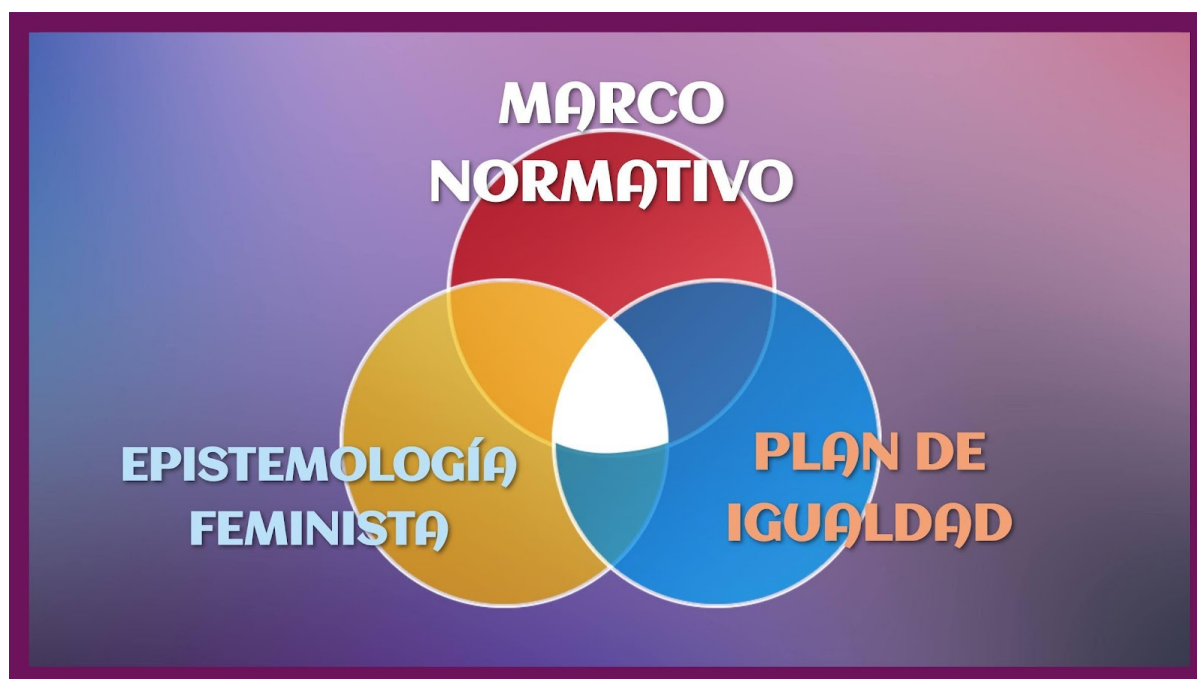 MARCO
NORMATIVO
EPISTEMOLOGÍA
FEMINISTA
PLAN DE
IGUALDAD